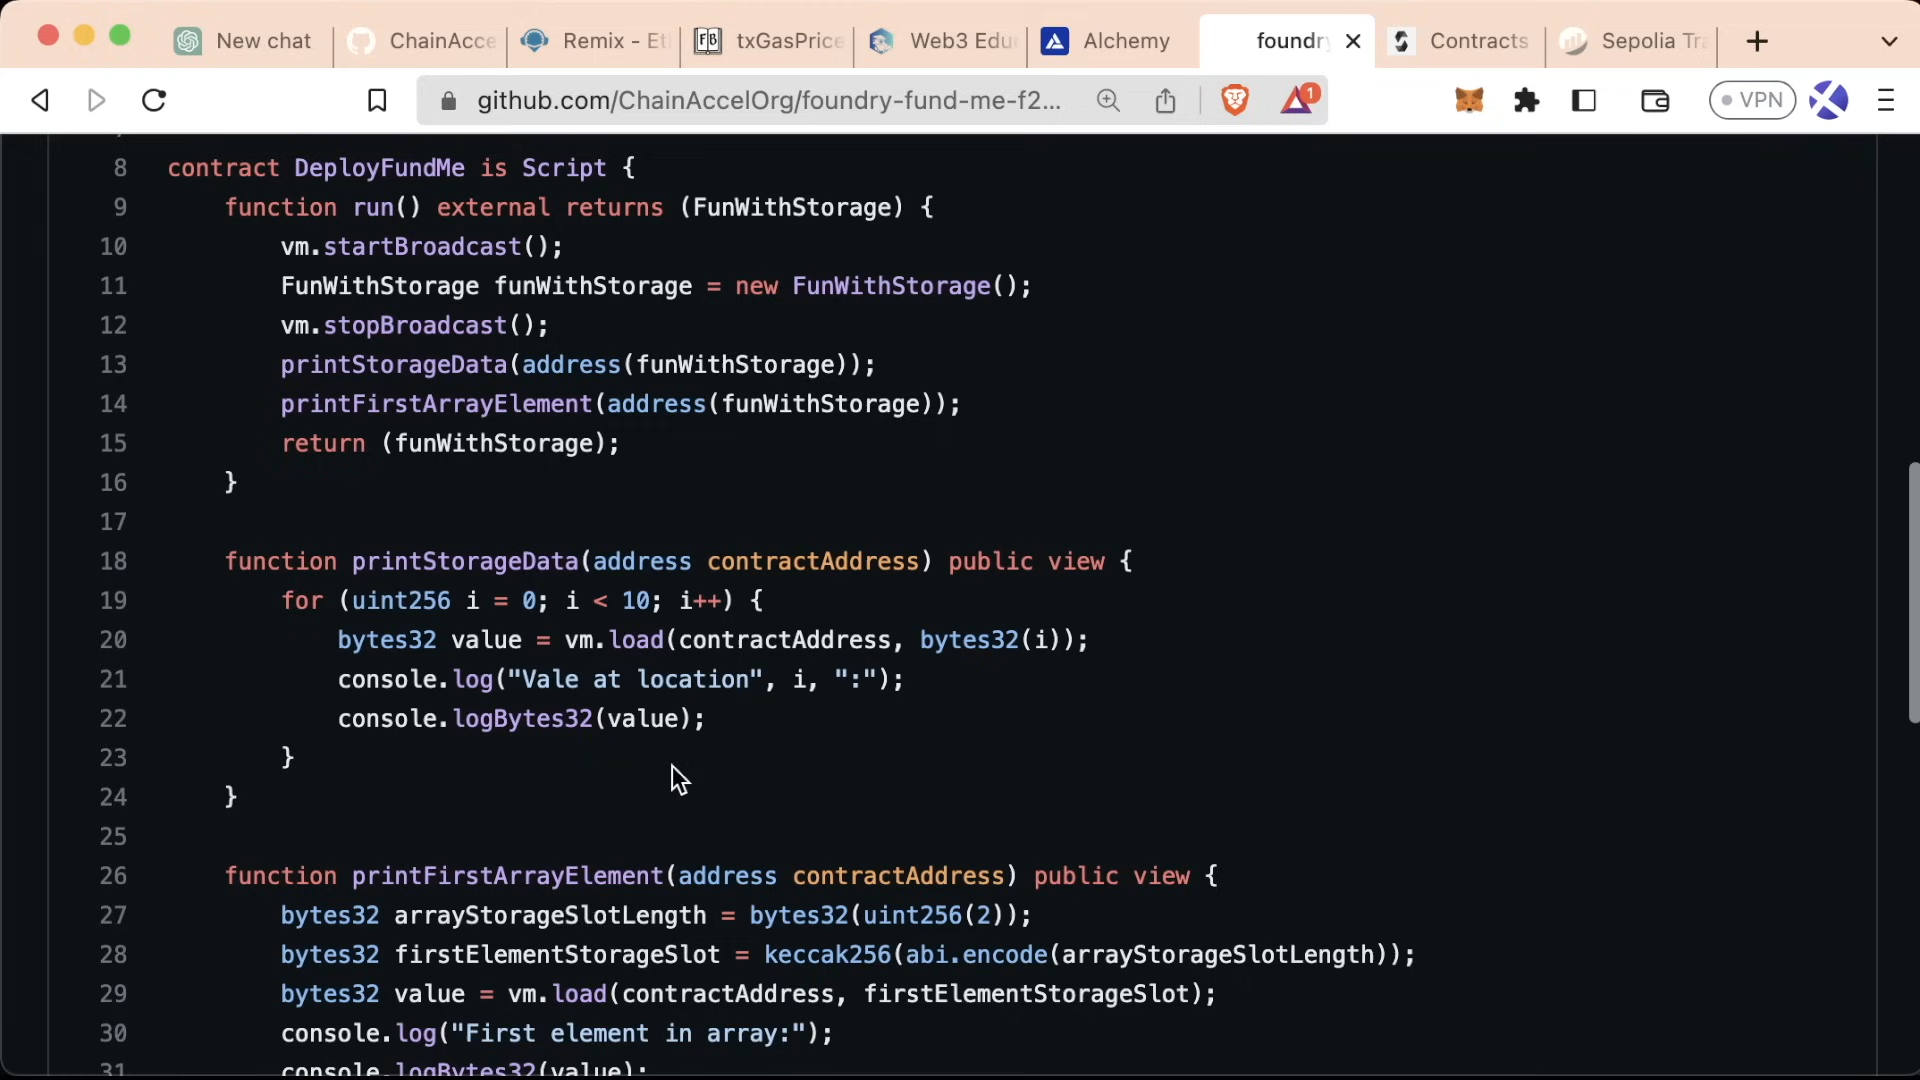 New chat
ChainAcce
Remix - Et
txGasPrice
Web3 Edu
Alchemy
foundr
Contracts
Sepolia Tr
github.com/ChainAccelOrg/foundry-fund-me-f2...
1
VPN
8 contract DeployFundMe is Script {
9 function run() external returns (FunWithStorage) {
10 vm.startBroadcast();
11 FunWithStorage funWithStorage = new FunWithStorage();
12 vm.stopBroadcast();
13 printStorageData(address(funWithStorage));
14 printFirstArrayElement(address(funWithStorage));
15 return (funWithStorage);
16 }
17
18 function printStorageData(address contractAddress) public view {
19 for (uint256 i = 0; i < 10; i++) {
20 bytes32 value = vm.load(contractAddress, bytes32(i));
21 console.log("Vale at location", i, ":");
22 console.logBytes32(value);
23 }
24 }
25
26 function printFirstArrayElement(address contractAddress) public view {
27 bytes32 arrayStorageSlotLength = bytes32(uint256(2));
28 bytes32 firstElementStorageSlot = keccak256(abi.encode(arrayStorageSlotLength));
29 bytes32 value = vm.load(contractAddress, firstElementStorageSlot);
30 console.log("First element in array:");
31 console.logBytes32(value);